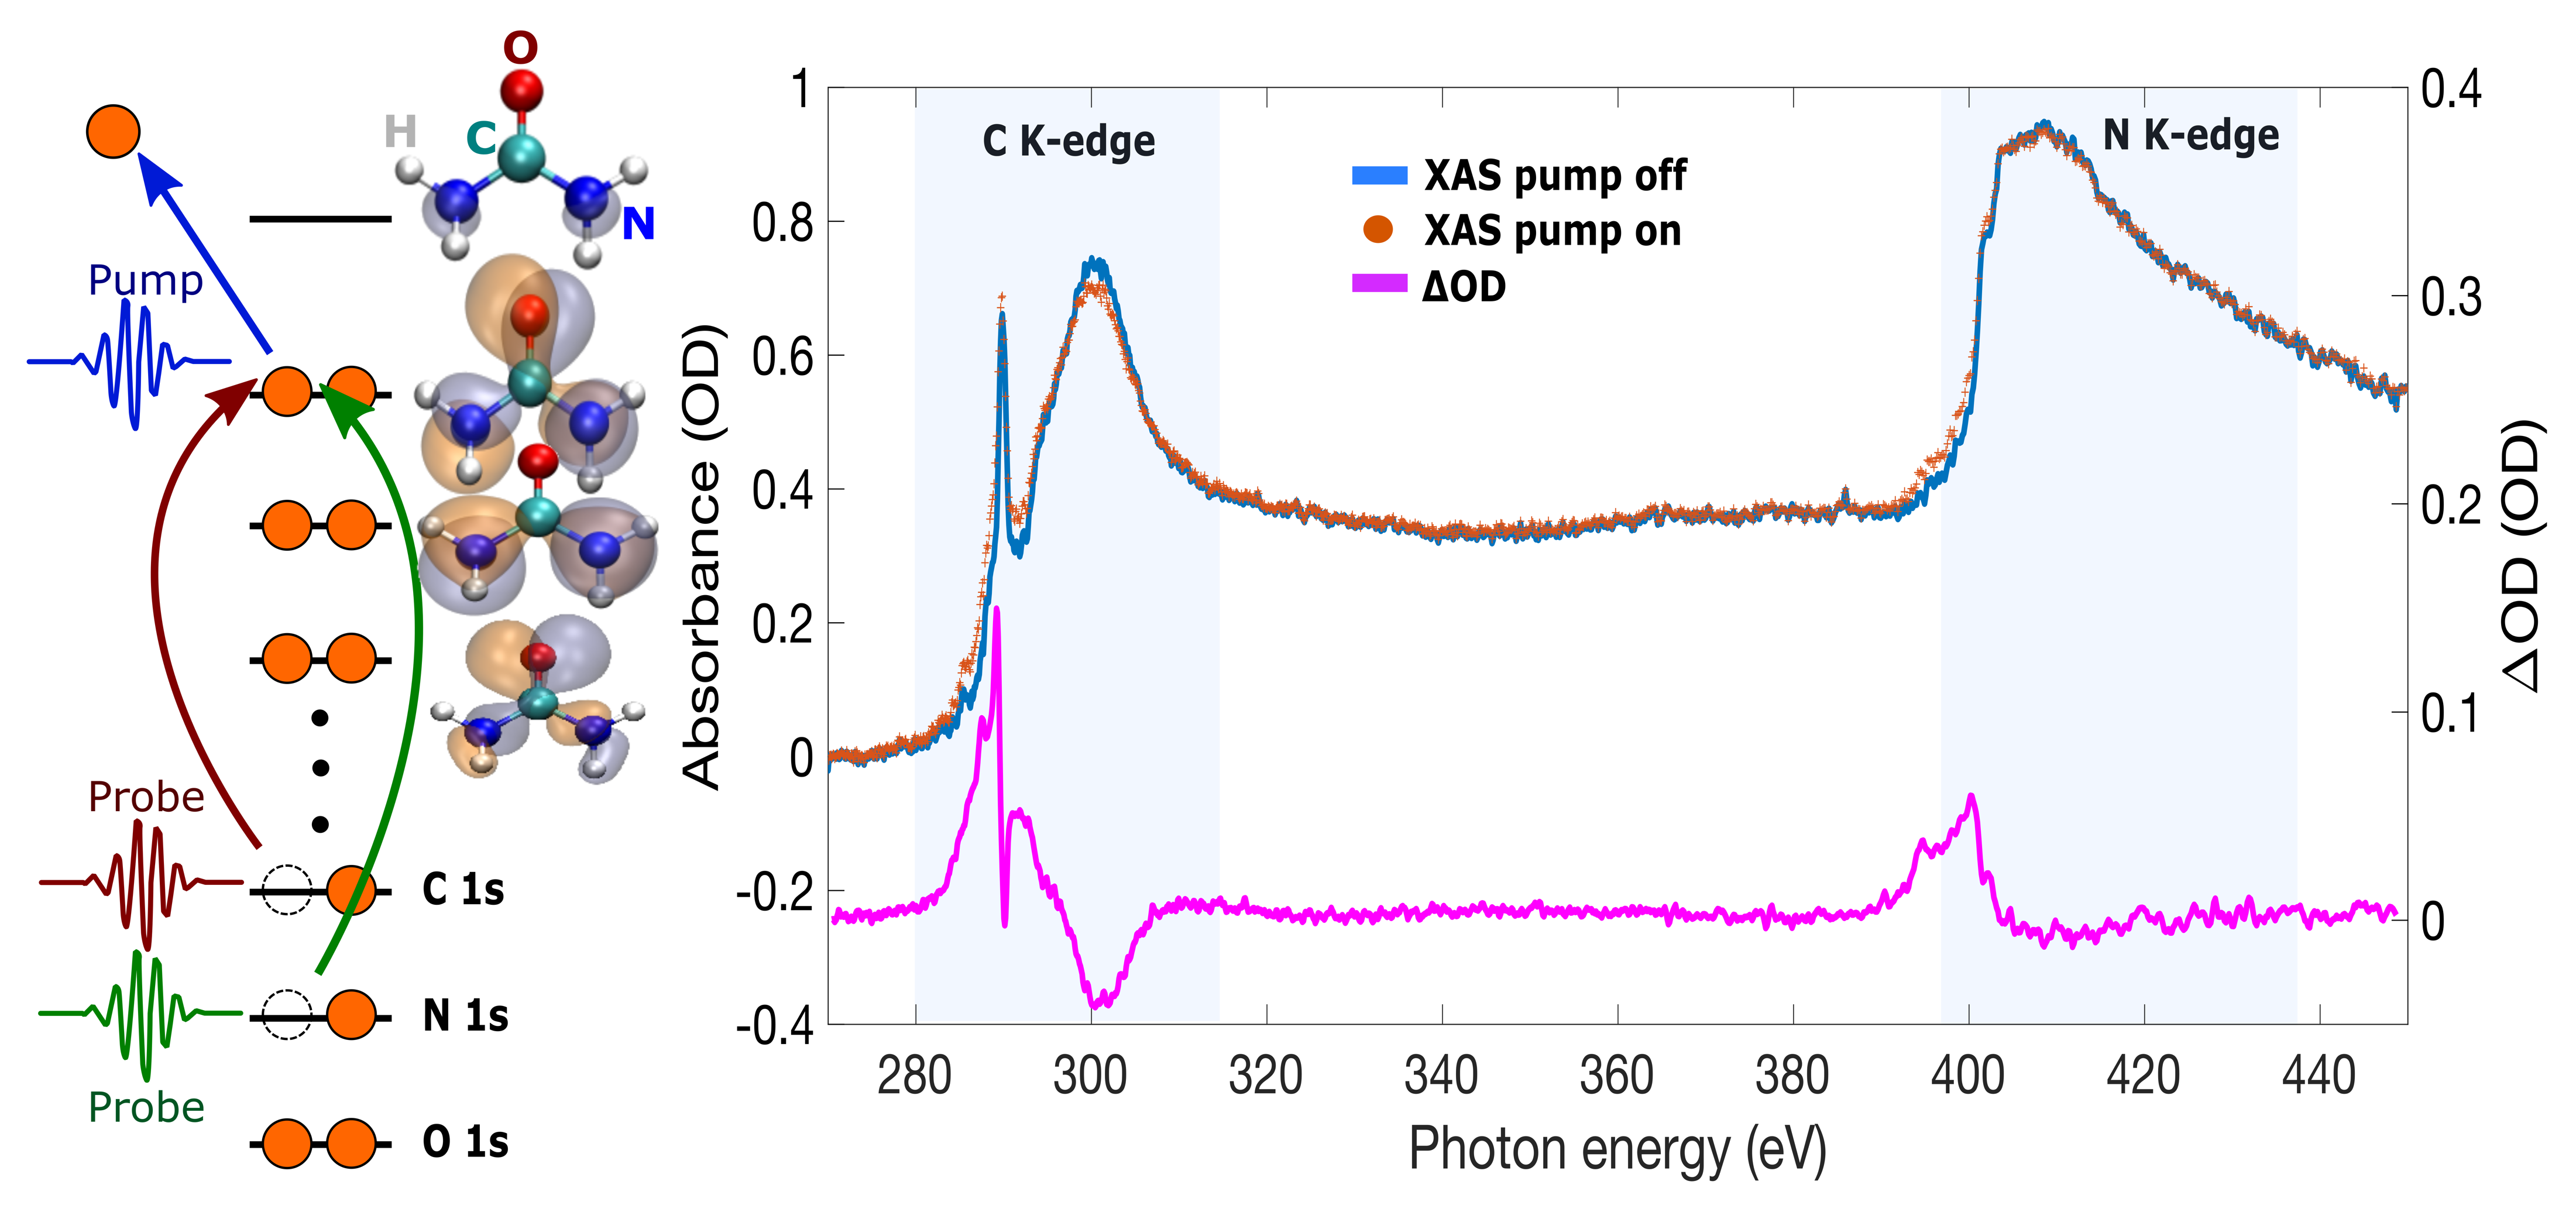 O
H
C
N
Pump
Probe
C 1s
N 1s
Probe
O 1s
Absorbance (OD)
1
0.8
0.6
0.4
0.2
0
-0.2
-0.4
C K-edge
N K-edge
XAS pump off
XAS pump on
ΔOD
0.4
0.3
0.2
0.1
0
ΔOD (OD)
280 300 320 340 360 380 400 420 440
Photon energy (eV)